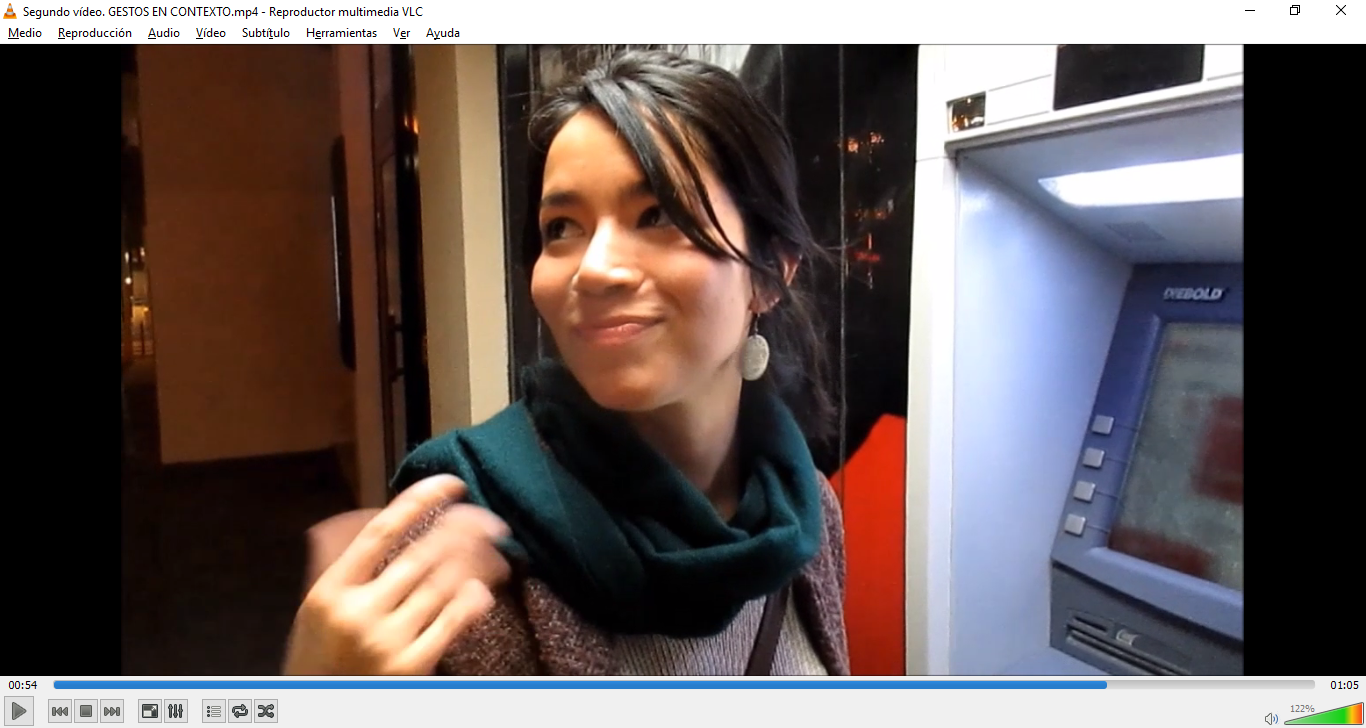 Segundo vídeo. GESTOS EN CONTEXTO.mp4 - Reproductor multimedia VLC
Medio Reproducción Audio Vídeo Subtítulo Herramientas Ver Ayuda
DIEBOLD
00:54 01:05
122%